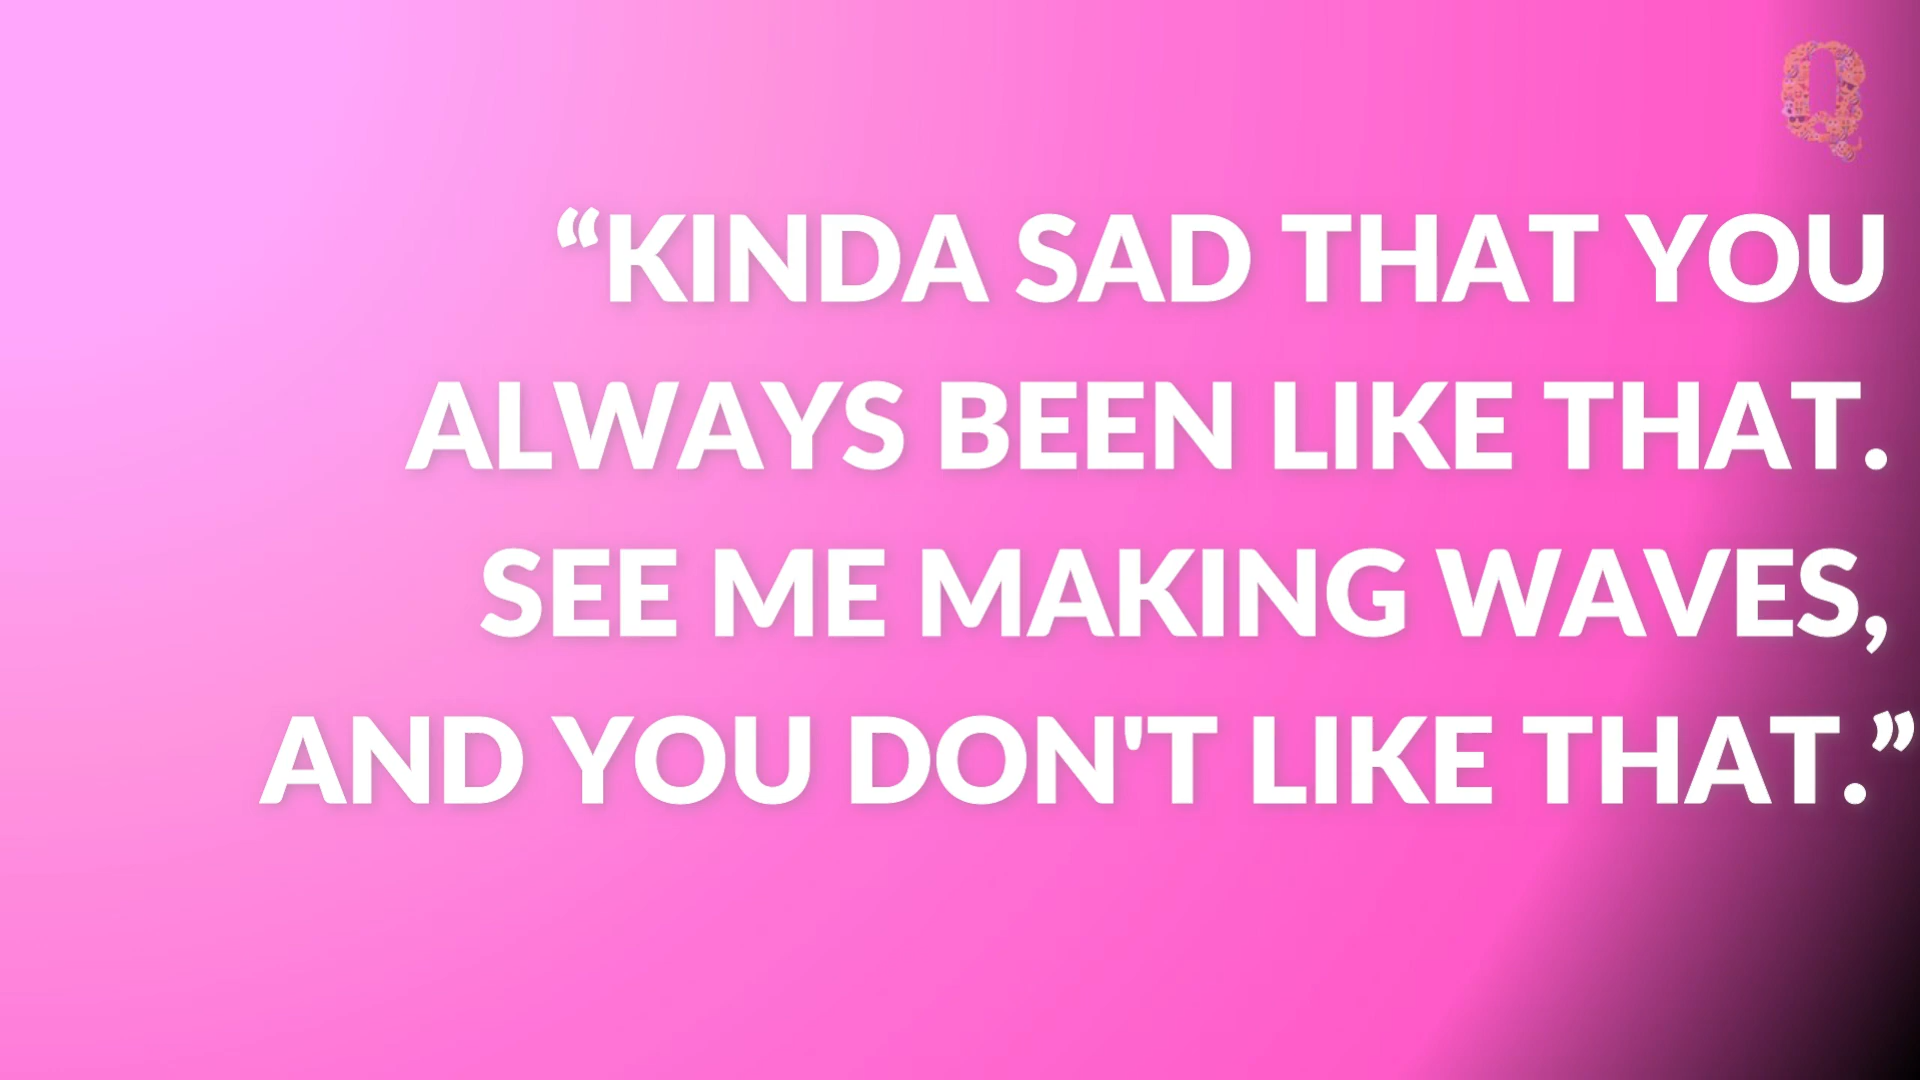 Q
“KINDA SAD THAT YOU
ALWAYS BEEN LIKE THAT.
SEE ME MAKING WAVES,
AND YOU DON'T LIKE THAT.”